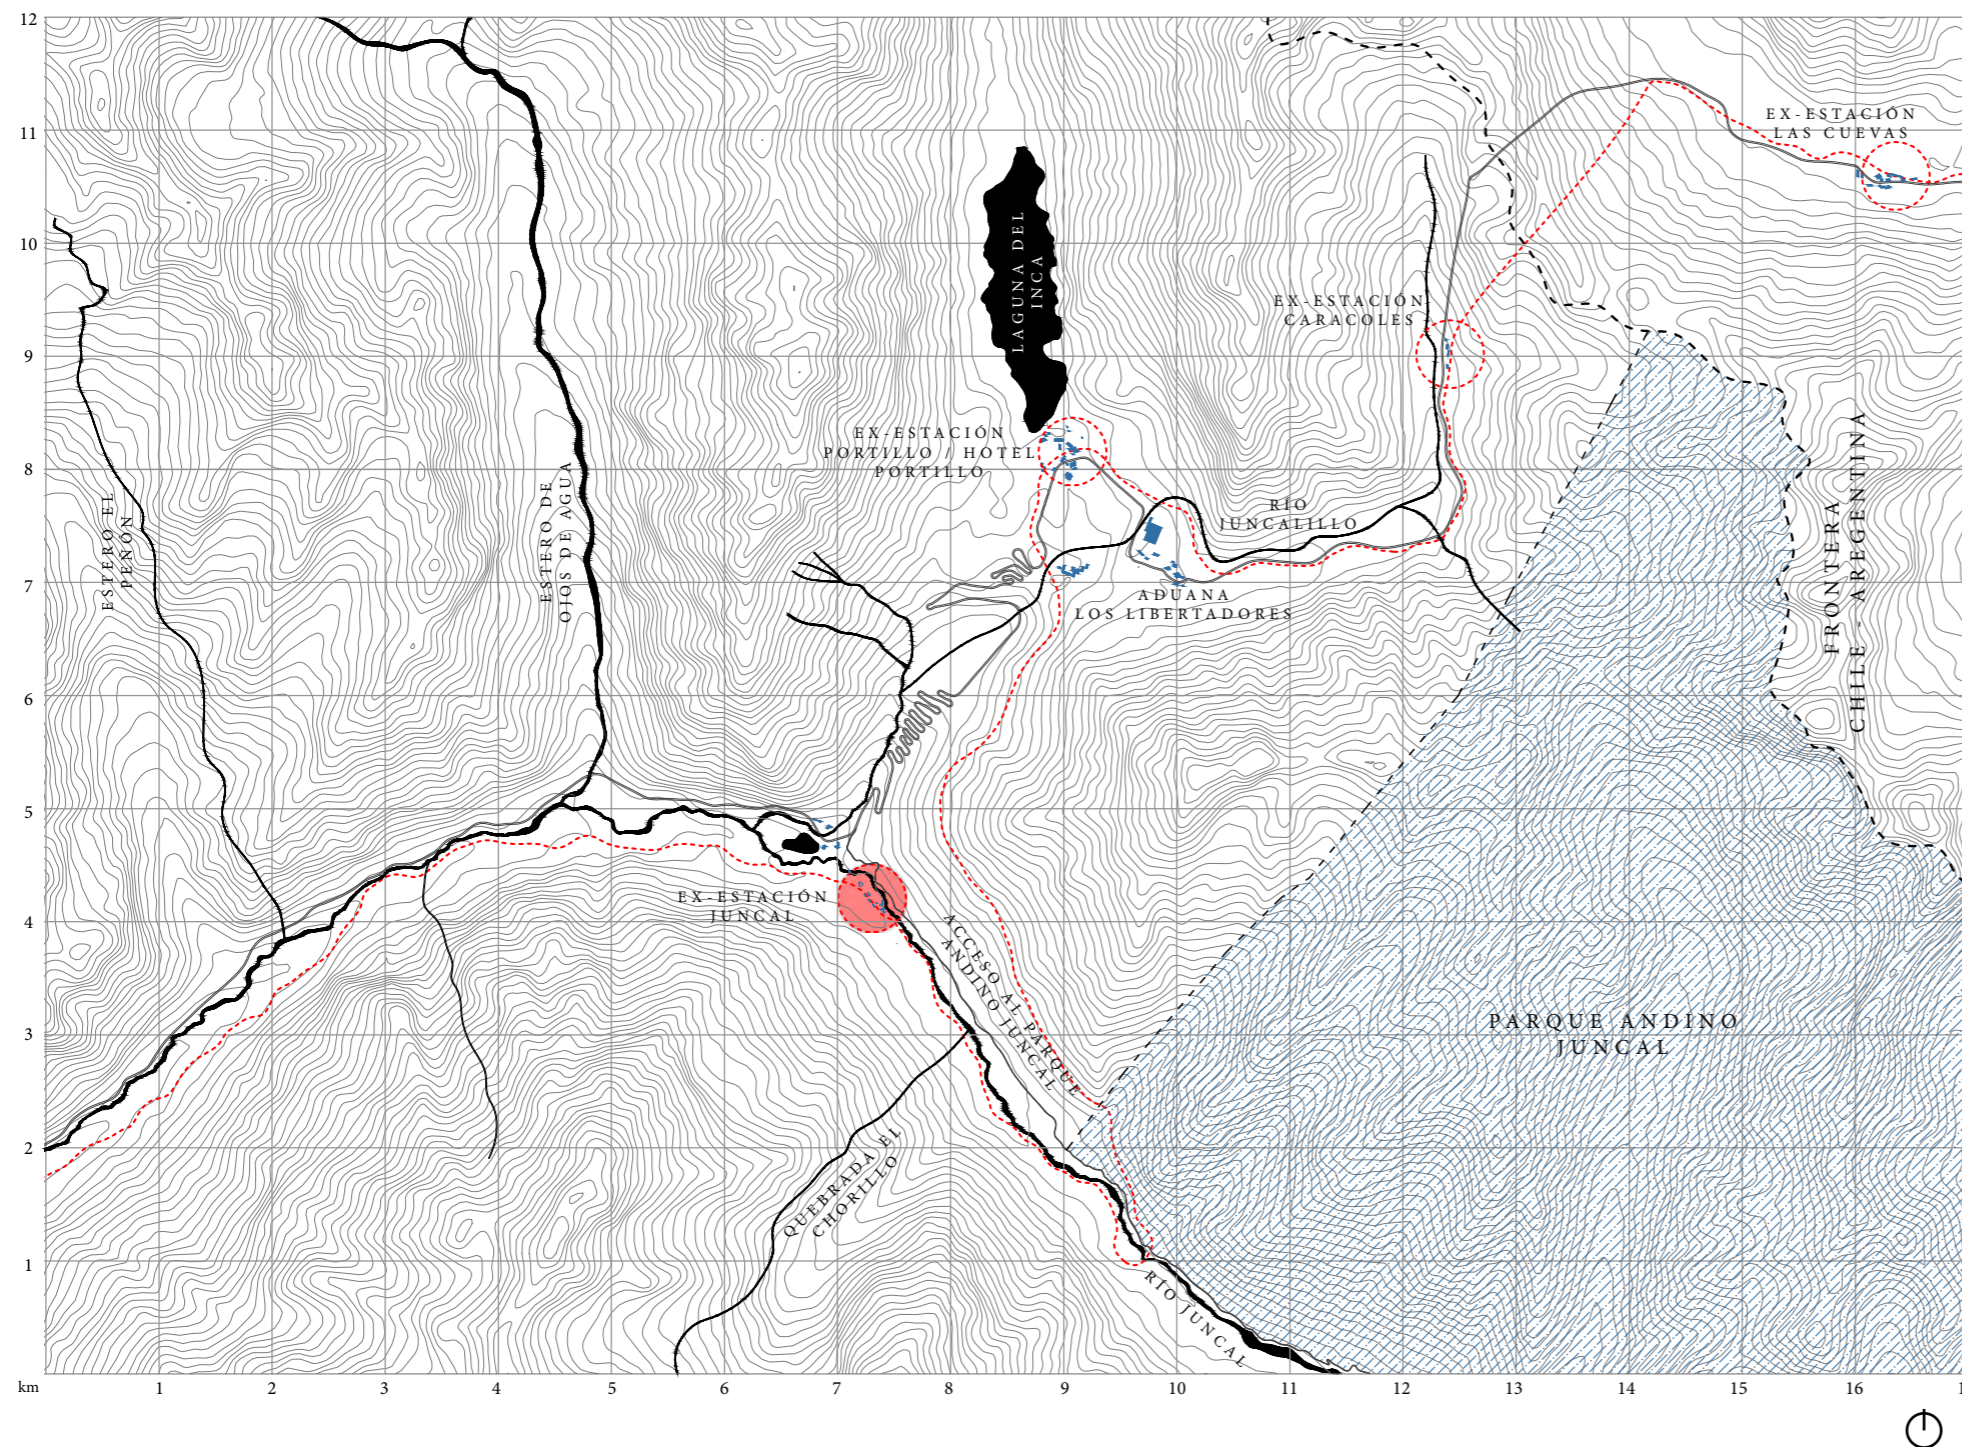 12
11
10
9
8
7
6
5
4
3
2
1
km
1
2
3
4
5
6
7
8
9
10
11
12
13
14
15
16
EX-ESTACIÓN
LAS CUEVAS
LAGUNA DEL
INCA
EX-ESTACIÓN
CARACOLES
EX-ESTACIÓN
PORTILLO / HOTEL
PORTILLO
ESTERO EL
PEÑÓN
ESTERO DE
OJOS DE AGUA
RÍO
JUNCALILLO
ADUANA
LOS LIBERTADORES
FRONTERA
CHILE - AREGENTINA
EX-ESTACIÓN
JUNCAL
ACCESO AL PARQUE
ANDINO JUNCAL
PARQUE ANDINO
JUNCAL
QUEBRADA EL
CHORILLO
RÍO JUNCAL